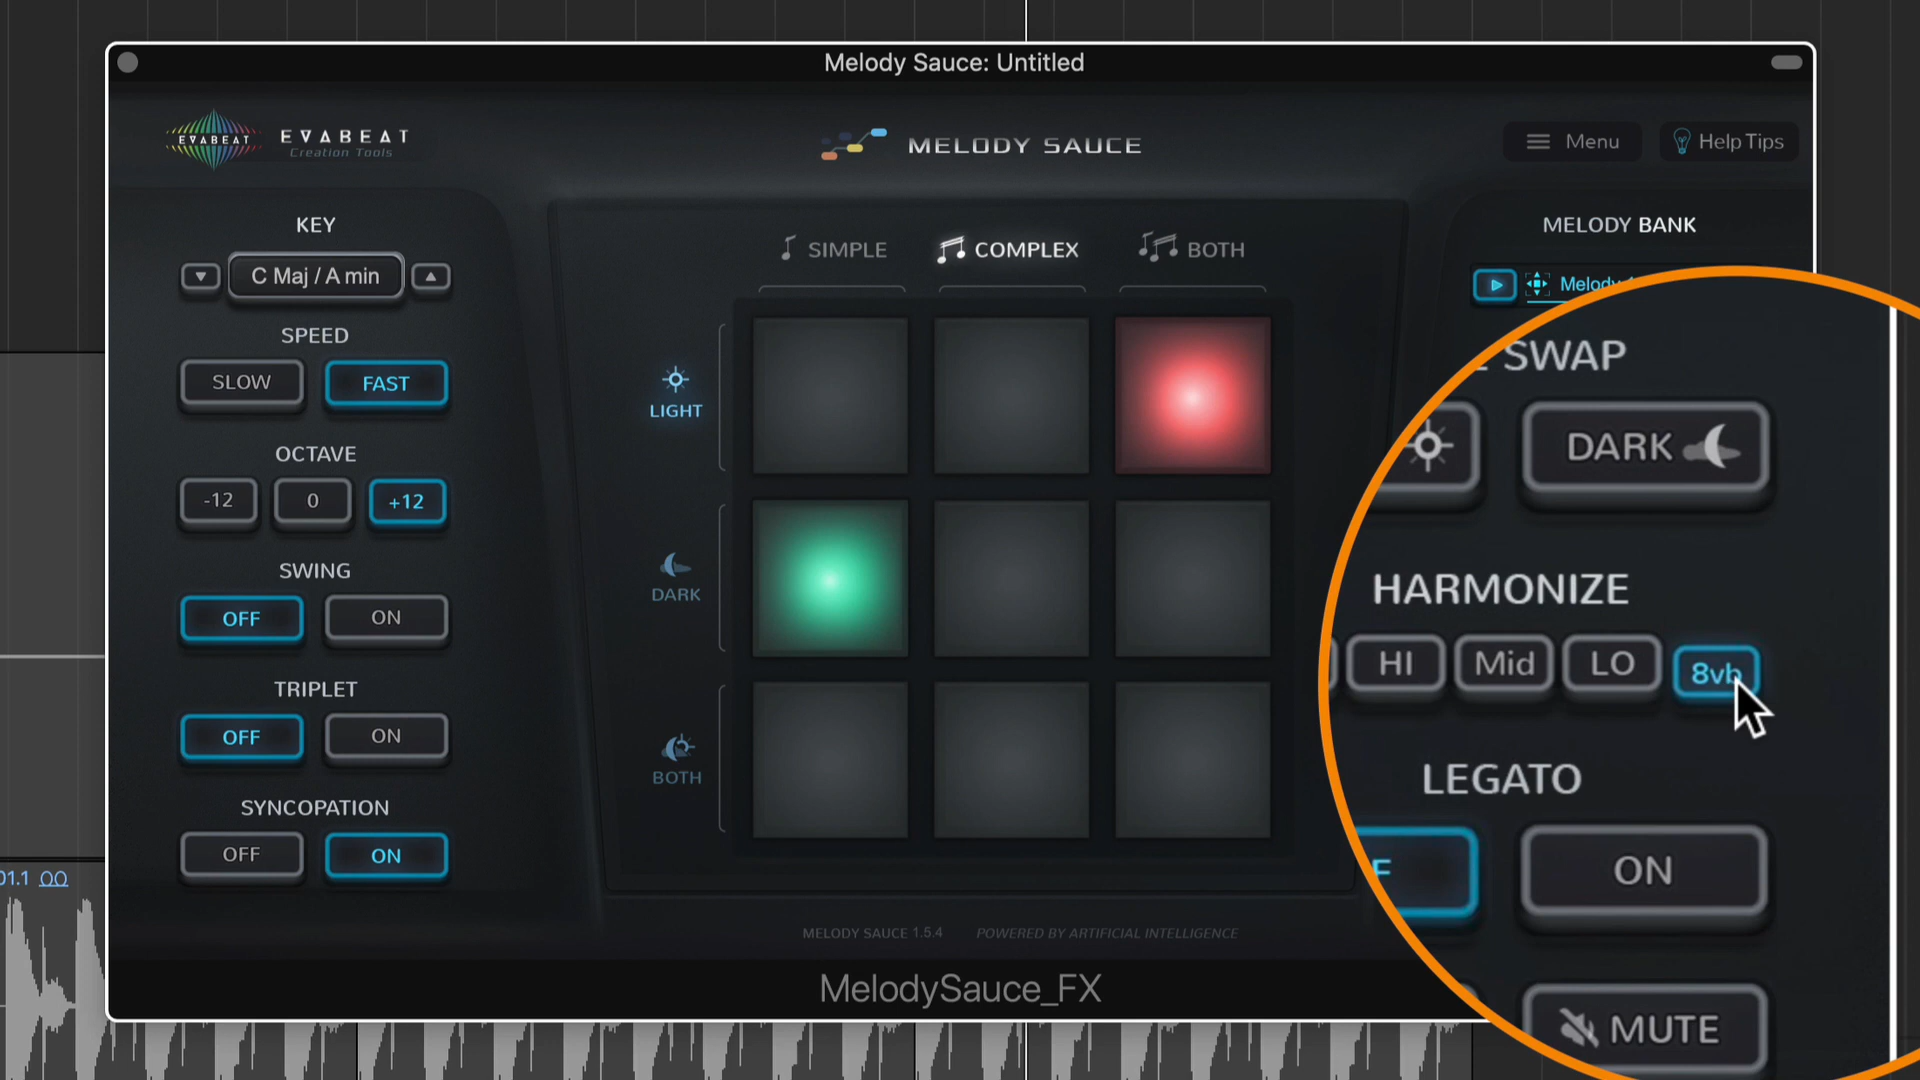 Melody Sauce: Untitled
EVABEAT
EVABEAT
Creation Tools
MELODY SAUCE
Menu
Help Tips
KEY
C Maj / A min
SPEED
SLOW
FAST
OCTAVE
-12
0
+12
SWING
OFF
ON
TRIPLET
OFF
ON
SYNCOPATION
OFF
ON
SIMPLE
COMPLEX
BOTH
LIGHT
DARK
BOTH
MELODY BANK
Melody
SWAP
DARK
HARMONIZE
HI
Mid
LO
8vb
LEGATO
ON
MUTE
MELODY SAUCE 1.5.4
POWERED BY ARTIFICIAL INTELLIGENCE
MelodySauce_FX
01.1